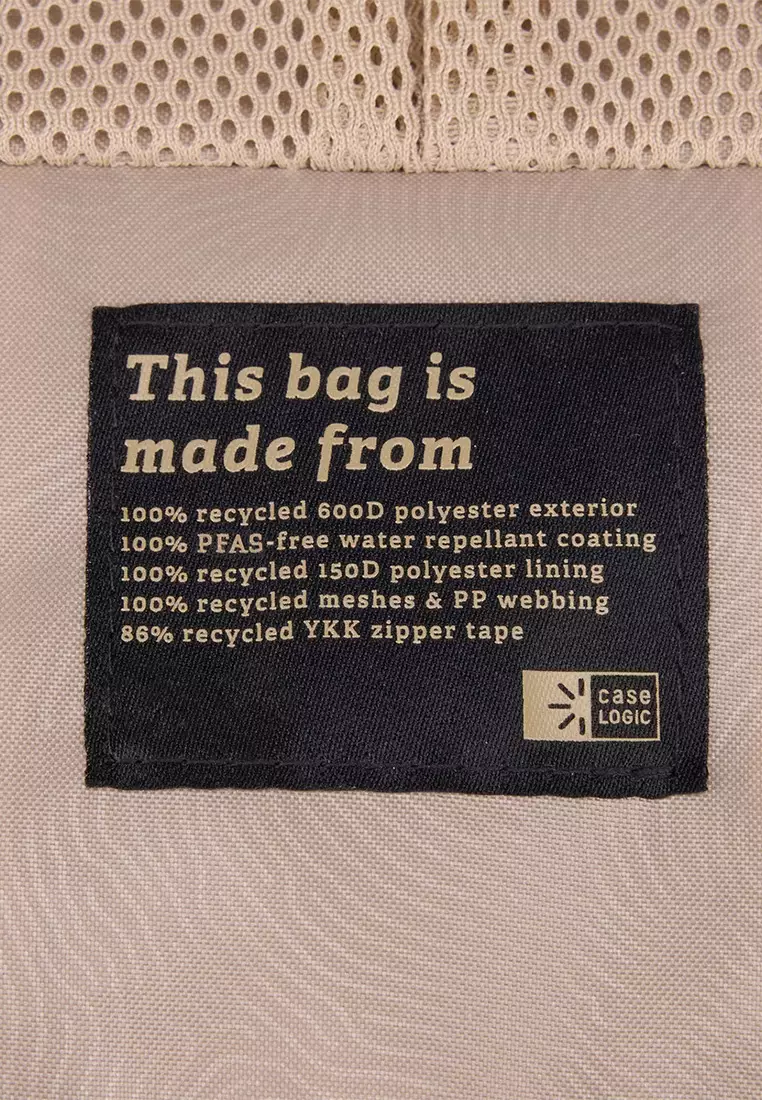 This bag is
made from
100% recycled 600D polyester exterior
100% PFAS-free water repellant coating
100% recycled 150D polyester lining
100% recycled meshes & PP webbing
86% recycled YKK zipper tape
case
LOGIC